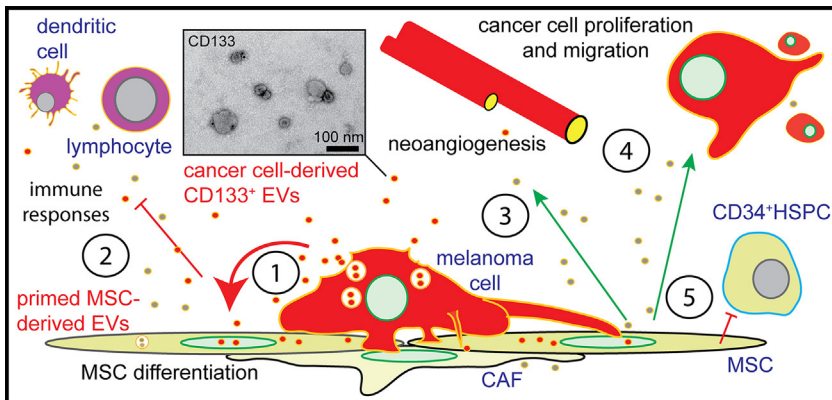 dendritic
cell
CD133
cancer cell proliferation
and migration
lymphocyte
100 nm
neoangiogenesis
4
cancer cell-derived
CD133⁺ EVs
immune
responses
CD34⁺HSPC
3
2
1
melanoma
cell
primed MSC-
derived EVs
5
MSC differentiation
CAF
MSC